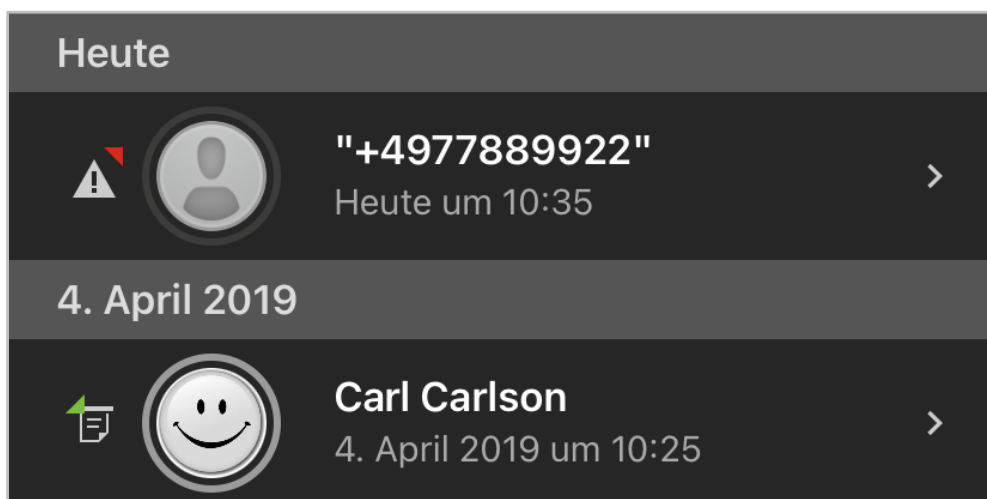 Heute
"+4977889922"
Heute um 10:35
4. April 2019
Carl Carlson
4. April 2019 um 10:25